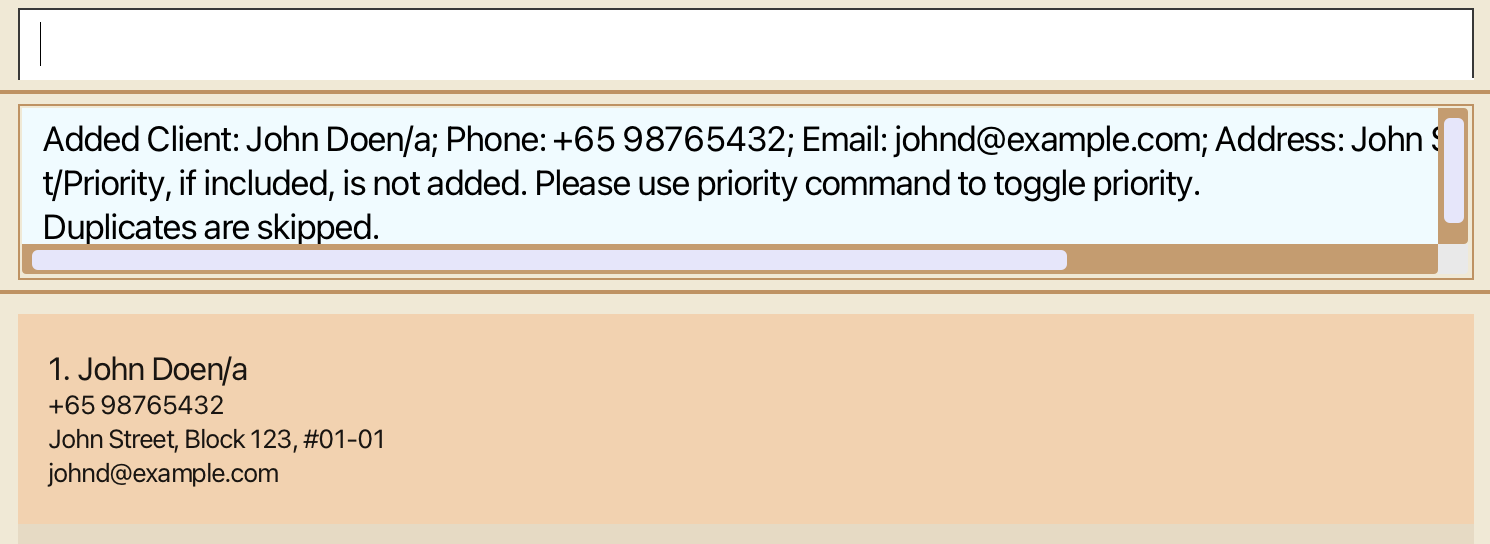 Added Client: John Doen/a; Phone: +65 98765432; Email: johnd@example.com; Address: John
t/Priority, if included, is not added. Please use priority command to toggle priority.
Duplicates are skipped.
1. John Doen/a
+65 98765432
John Street, Block 123, #01-01
johnd@example.com